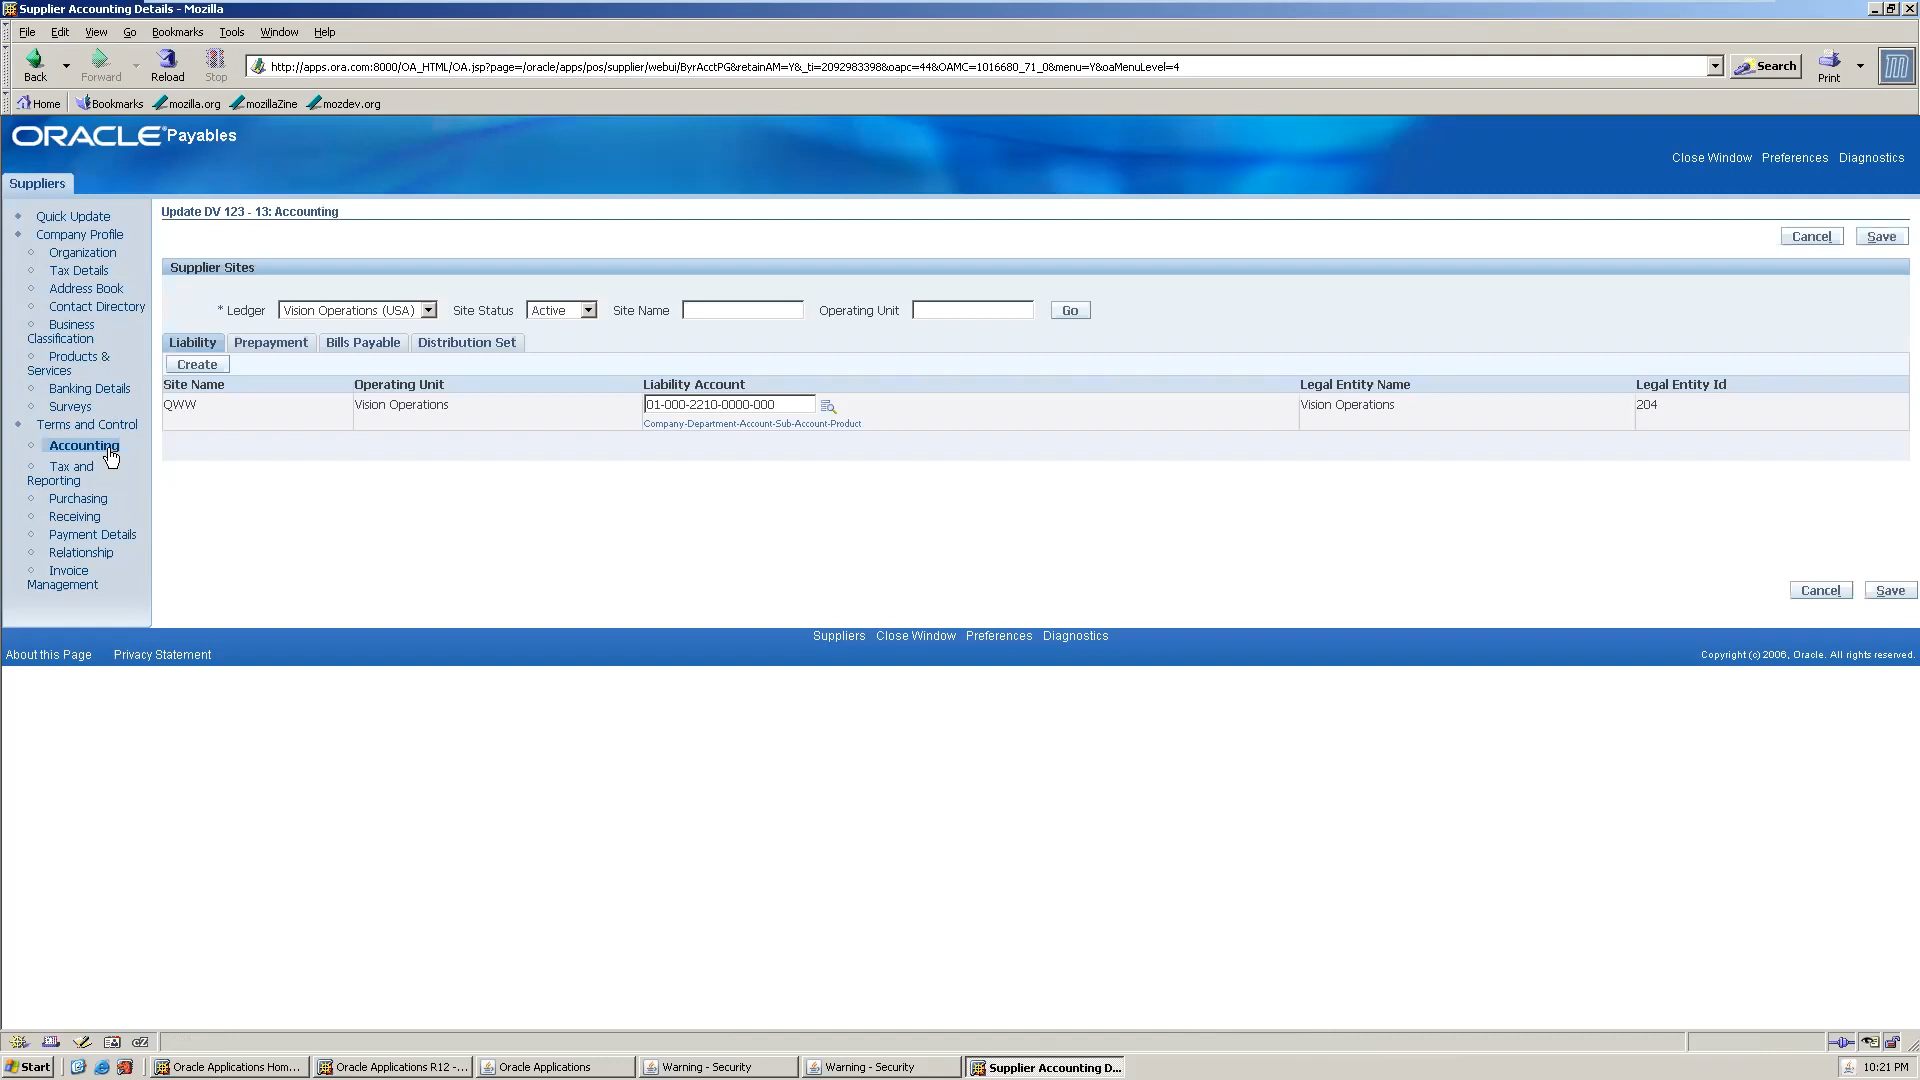 Supplier Accounting Details - Mozilla
File Edit View Go Bookmarks Tools Window Help
Back Forward Reload Stop http://apps.ora.com:8000/OA_HTML/OA.jsp?page=/oracle/apps/pos/supplier/webui/ByrAcctPG&retainAM=Y&_ti=2092983398&oapc=44&OAMC=1016680_71_0&menu=Y&oaMenuLevel=4 Search Print
Home Bookmarks mozilla.org mozillaZine mozdev.org
ORACLE Payables
Close Window Preferences Diagnostics
Suppliers
Quick Update
Company Profile
Organization
Tax Details
Address Book
Contact Directory
Business
Classification
Products &
Services
Banking Details
Surveys
Terms and Control
Accounting
Tax and
Reporting
Purchasing
Receiving
Payment Details
Relationship
Invoice
Management
Update DV 123 - 13: Accounting
Cancel Save
Supplier Sites
* Ledger Vision Operations (USA) Site Status Active Site Name Operating Unit Go
Liability Prepayment Bills Payable Distribution Set
Create
Site Name Operating Unit Liability Account Legal Entity Name Legal Entity Id
QWW Vision Operations 01-000-2210-0000-000 Vision Operations 204
Company-Department-Account-Sub-Account-Product
Cancel Save
Suppliers Close Window Preferences Diagnostics
About this Page Privacy Statement Copyright (c) 2006, Oracle. All rights reserved.
Start Oracle Applications Hom... Oracle Applications R12 -... Oracle Applications Warning - Security Warning - Security Supplier Accounting D... 10:21 PM